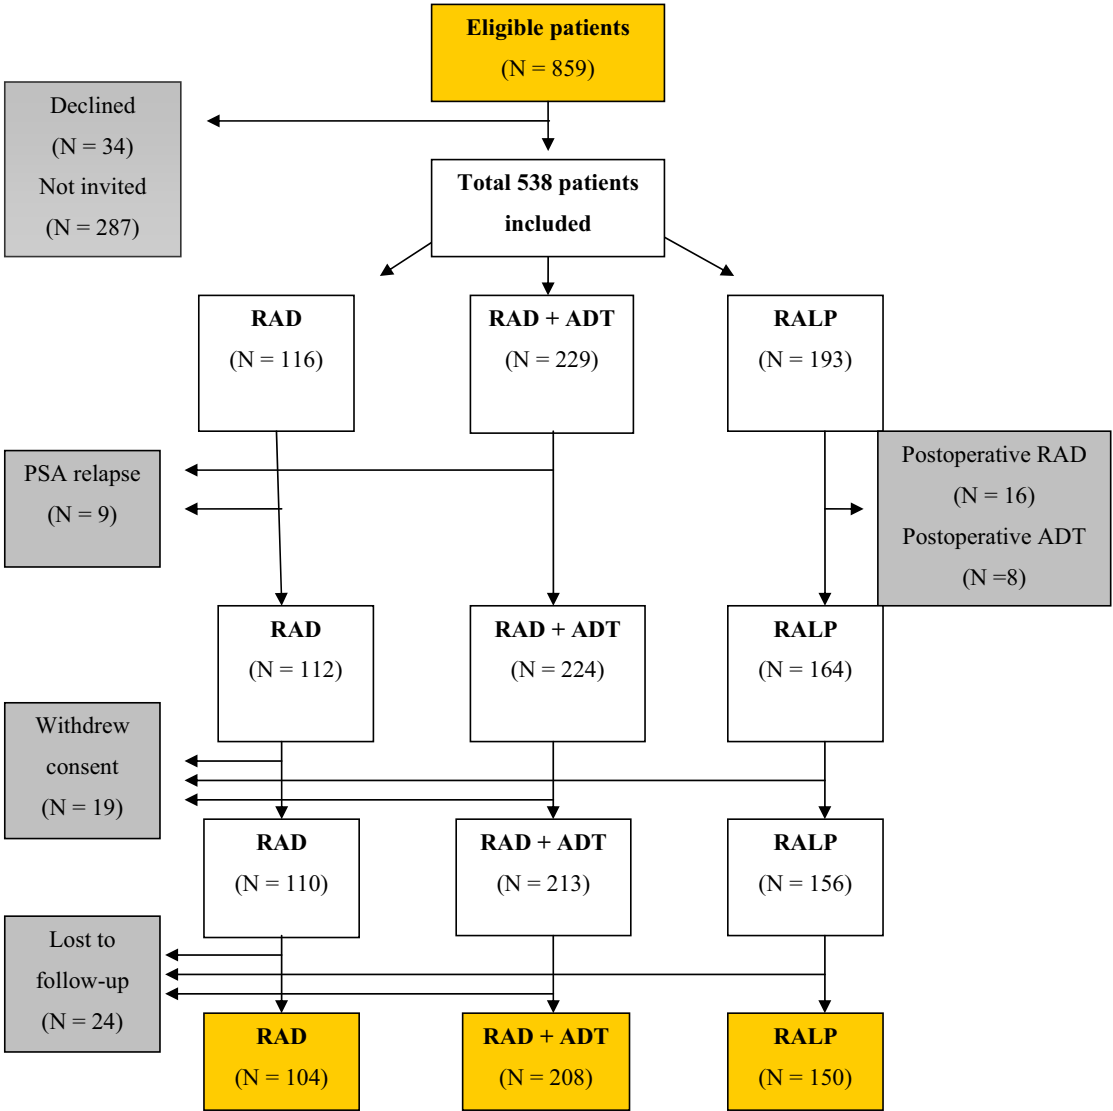 Eligible patients
(N = 859)
Declined
(N = 34)
Not invited
(N = 287)
Total 538 patients
included
RAD
(N = 116)
RAD + ADT
(N = 229)
RALP
(N = 193)
PSA relapse
(N = 9)
Postoperative RAD
(N = 16)
Postoperative ADT
(N =8)
RAD
(N = 112)
RAD + ADT
(N = 224)
RALP
(N = 164)
Withdrew
consent
(N = 19)
RAD
(N = 110)
RAD + ADT
(N = 213)
RALP
(N = 156)
Lost to
follow-up
(N = 24)
RAD
(N = 104)
RAD + ADT
(N = 208)
RALP
(N = 150)